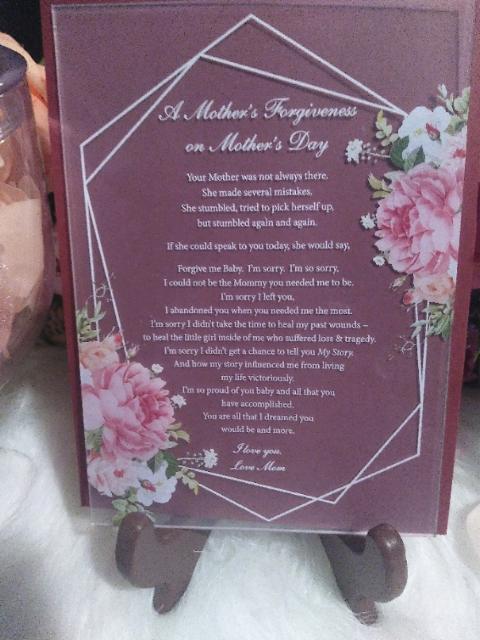 A Mother's Forgiveness
on Mother's Day
Your Mother was not always there.
She made several mistakes,
She stumbled, tried to pick herself up,
but stumbled again and again.
If she could speak to you today, she would say,
Forgive me Baby. I'm sorry. I'm so sorry,
I could not be the Mommy you needed me to be.
I'm sorry I left you,
I abandoned you when you needed me the most.
I'm sorry I didn't take the time to heal my past wounds –
to heal the little girl inside of me who suffered loss & tragedy.
I'm sorry I didn't get a chance to tell you My Story.
And how my story influenced me from living
my life victoriously.
I'm so proud of you baby and all that you
have accomplished.
You are all that I dreamed you
would be and more.
I love you,
Love Mom